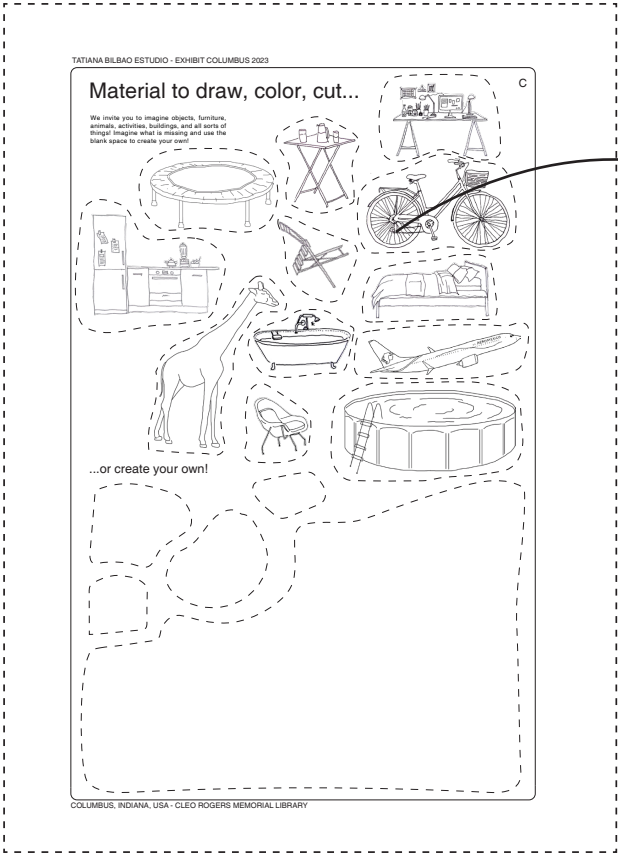 TATIANA BILBAO ESTUDIO - EXHIBIT COLUMBUS 2023
Material to draw, color, cut...
C
We invite you to imagine objects, furniture,
animals, activities, buildings, and all sorts of
things! Imagine what is missing and use the
blank space to create your own!
...or create your own!
COLUMBUS, INDIANA, USA - CLEO ROGERS MEMORIAL LIBRARY